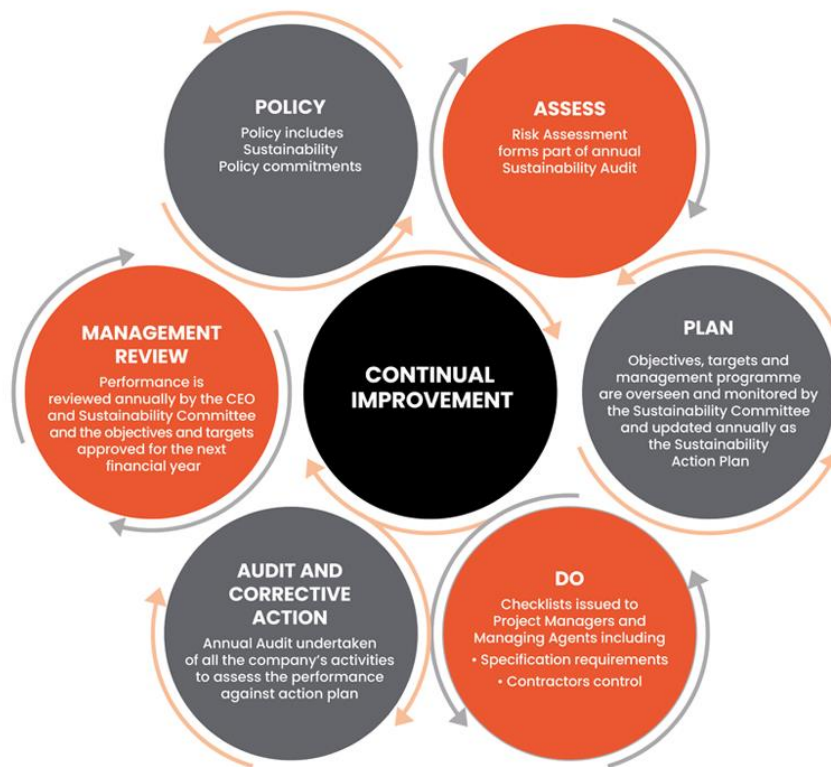 POLICY
Policy includes
Sustainability
Policy commitments
ASSESS
Risk Assessment
forms part of annual
Sustainability Audit
PLAN
Objectives, targets and
management programme
are overseen and monitored by
the Sustainability Committee
and updated annually as
the Sustainability
Action Plan
DO
Checklists issued to
Project Managers and
Managing Agents including
• Specification requirements
• Contractors control
AUDIT AND
CORRECTIVE
ACTION
Annual Audit undertaken
of all the company's activities
to assess the performance
against action plan
MANAGEMENT
REVIEW
Performance is
reviewed annually by the CEO
and Sustainability Committee
and the objectives and targets
approved for the next
financial year
CONTINUAL
IMPROVEMENT